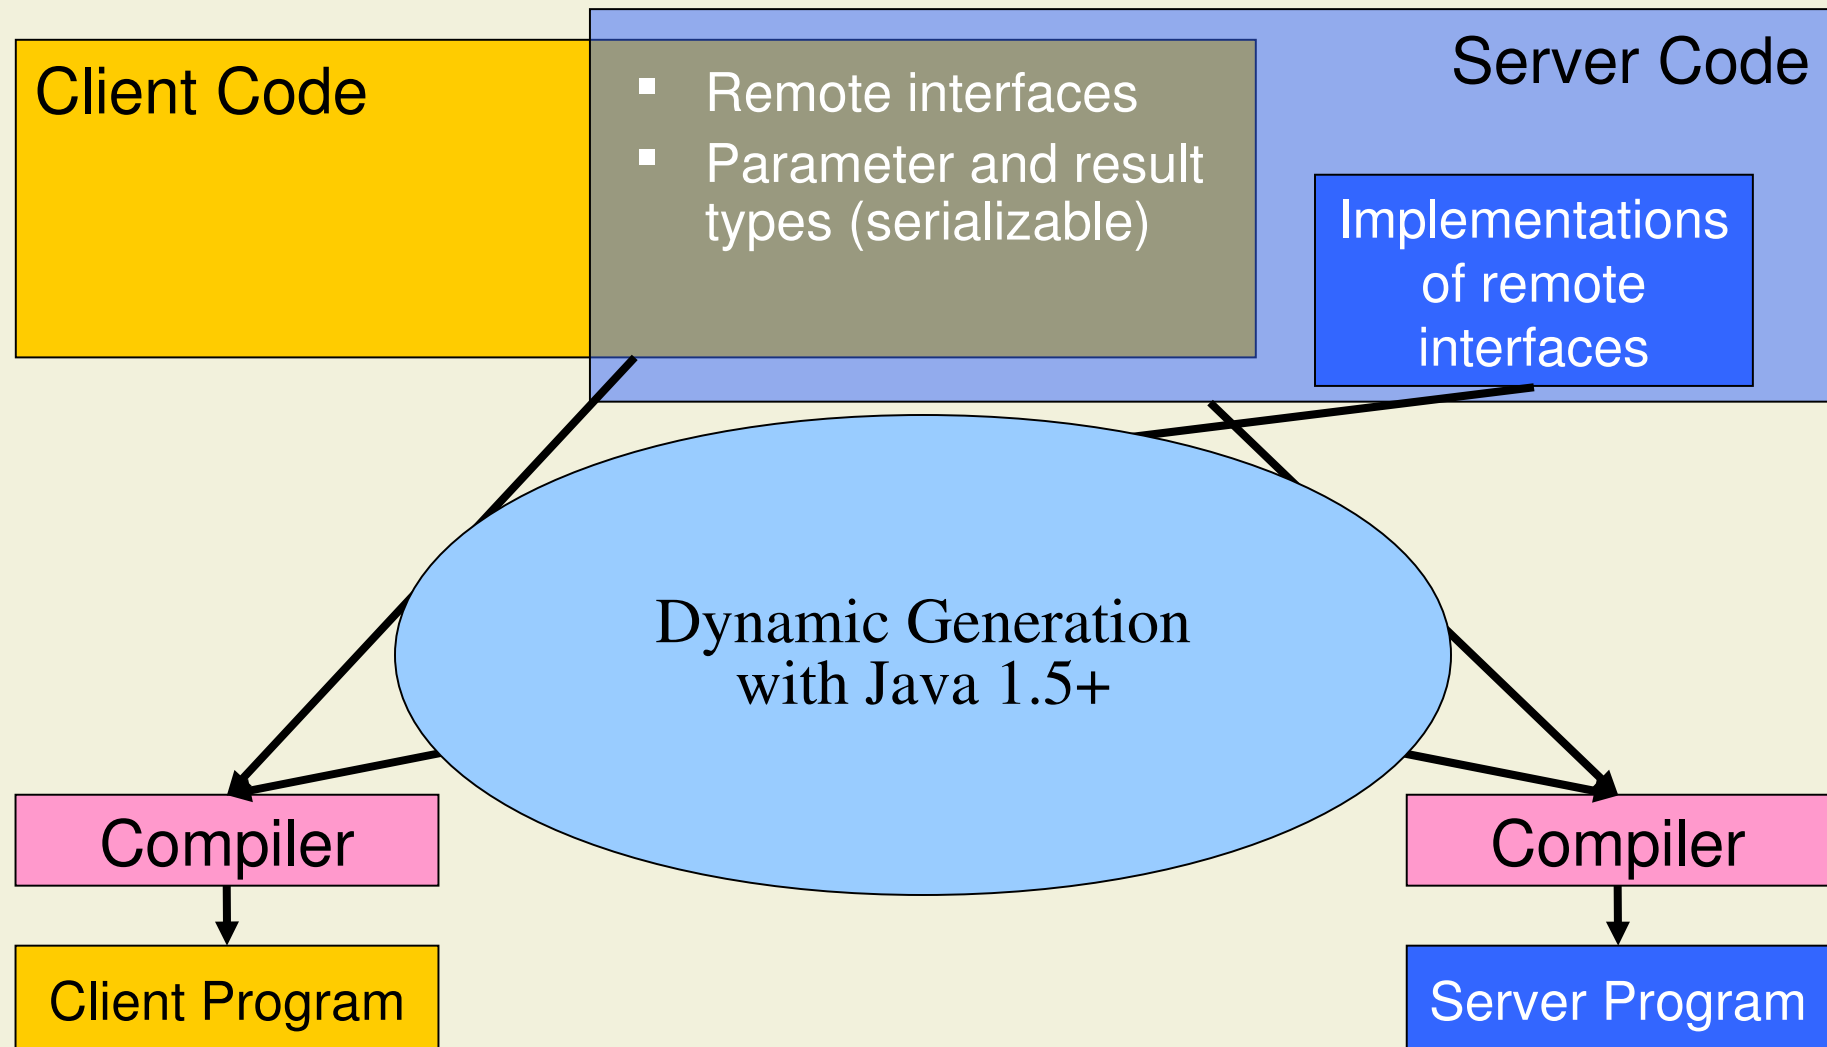 Client Code
▪ Remote interfaces
▪ Parameter and result
types (serializable)
Server Code
Implementations
of remote
interfaces
Dynamic Generation
with Java 1.5+
Compiler
Compiler
Client Program
Server Program